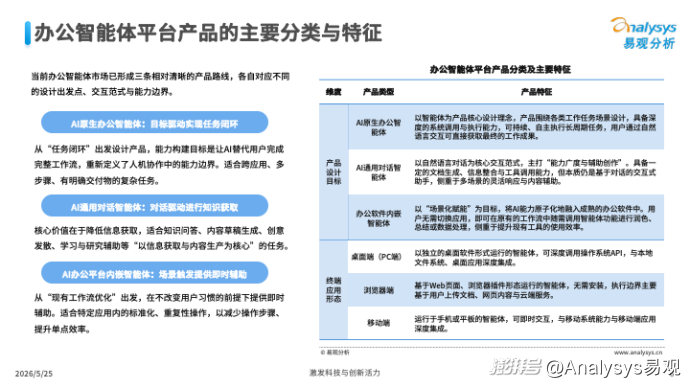 办公智能体平台产品的主要分类与特征
analysys
易观分析
当前办公智能体市场已形成三条相对清晰的产品路线，各自对应不同
的设计出发点、交互范式与能力边界。
AI原生办公智能体：目标驱动实现任务闭环
从“任务闭环”出发设计产品，能力构建目标是让AI替代用户完成
完整工作流，重新定义了人机协作中的能力边界。适合跨应用、多
步骤、有明确交付物的复杂任务。
AI通用对话智能体：对话驱动进行知识获取
核心价值在于降低信息获取，适合知识问答、内容草稿生成、创意
发散、学习与研究辅助等“以信息获取与内容生产为核心”的任务。
AI办公平台内嵌智能体：场景触发提供即时辅助
从“现有工作流优化”出发，在不改变用户习惯的前提下提供即时
辅助。适合特定应用内的标准化、重复性操作，以减少操作步骤、
提升单点效率。
办公智能体平台产品分类及主要特征
维度 产品类型 产品特征
产品
设计
目标
AI原生办公智
能体
以智能体为产品核心设计理念，产品围绕各类工作任务场景设计，具备深
度的系统调用与执行能力，可持续、自主执行长周期任务，用户通过自然
语言交互可直接获取最终的工作成果。
AI通用对话智
能体
以自然语言对话为核心交互范式，主打“能力广度与辅助创作”。具备一
定的文档生成、信息整合与工具调用能力，但本质仍是基于对话的交互式
助手，侧重于多场景的灵活响应与内容辅助。
办公软件内嵌
智能体
以“场景化赋能”为目标，将AI能力原子化地融入成熟的办公软件中。用
户无需切换应用，即可在原有的工作流中随需调用智能体功能进行润色、
总结或数据处理，侧重于提升现有工具的使用效率。
终端
应用
形态
桌面端（PC端）
以独立的桌面软件形式运行的智能体，可深度调用操作系统API，与本地
文件系统、桌面应用深度集成。
浏览器端
基于Web页面、浏览器插件形态运行的智能体，无需安装，执行边界主要
基于用户上传文档、网页内容与云端服务。
移动端
运行于手机或平板的智能体，可即时交互，与移动系统能力与移动端应用
深度集成。
© 易观分析
www.analysys.cn
2026/5/25
激发科技与创新活力
澎湃号@Analysys易观